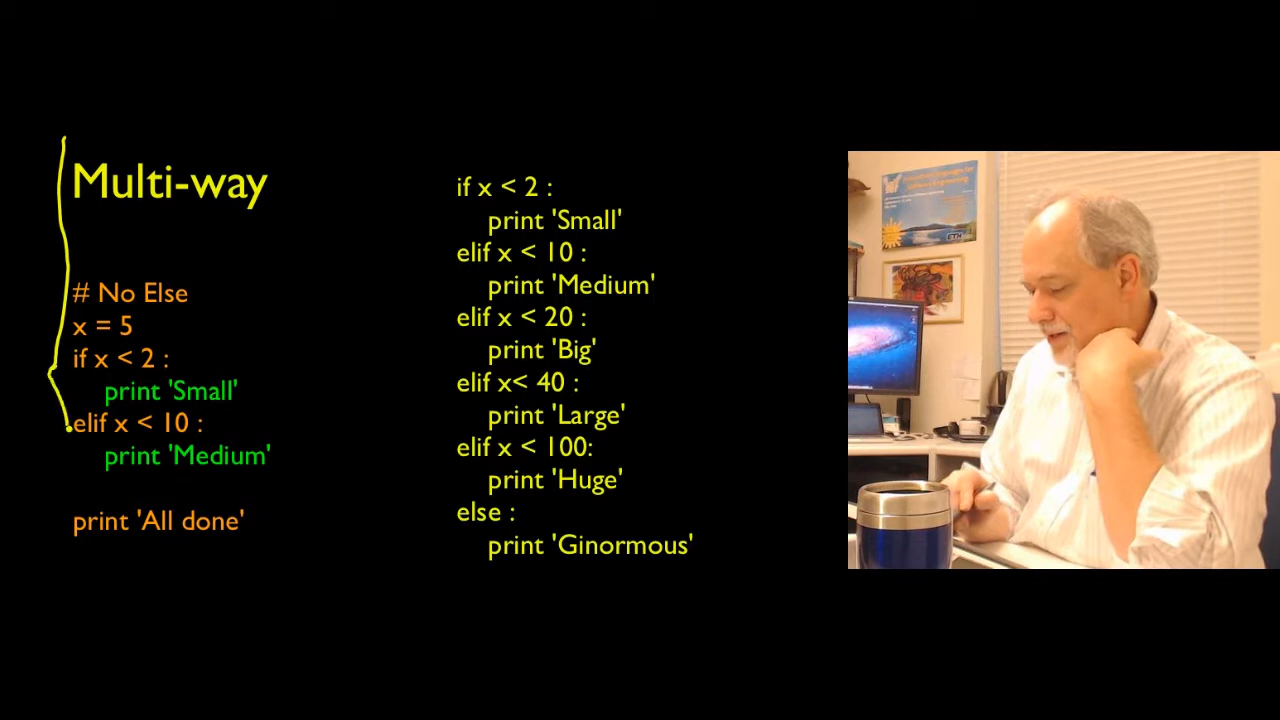 Multi-way
# No Else
x = 5
if x < 2 :
print 'Small'
elif x < 10 :
print 'Medium'
print 'All done'
if x < 2 :
print 'Small'
elif x < 10 :
print 'Medium'
elif x < 20 :
print 'Big'
elif x< 40 :
print 'Large'
elif x < 100:
print 'Huge'
else :
print 'Ginormous'
ETH